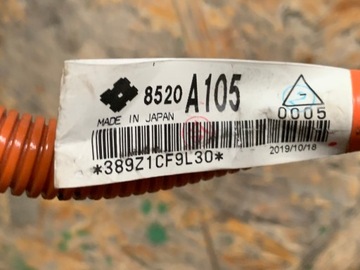 8520 A105
MADE IN JAPAN
0005
*389Z1CF9L30*
2019/10/18